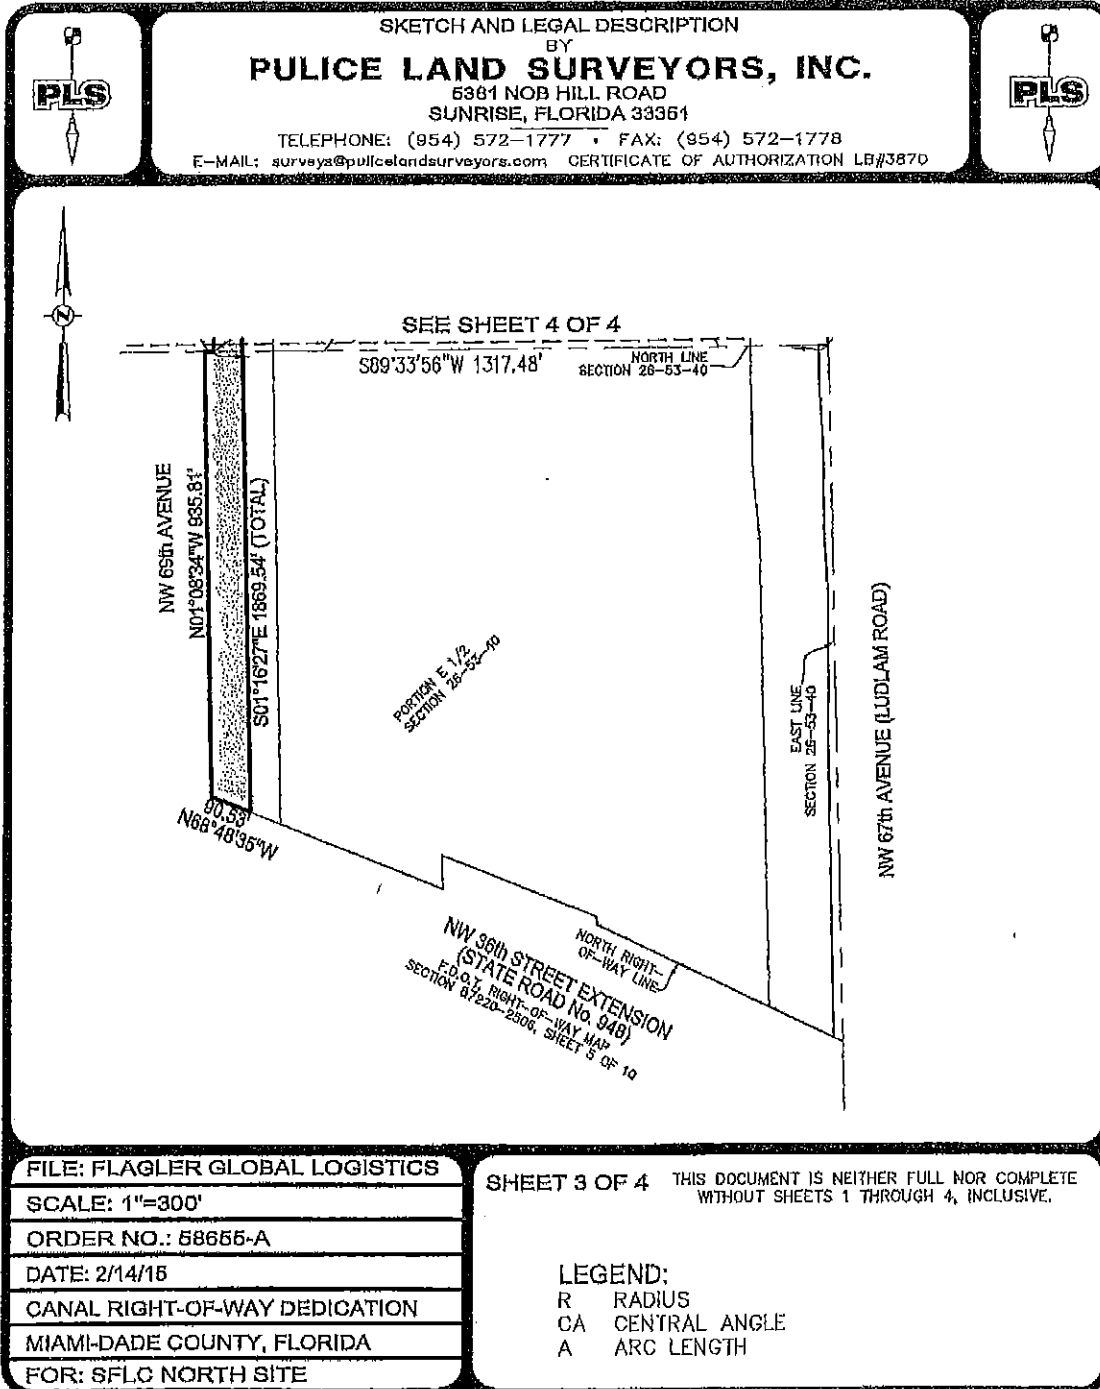 SKETCH AND LEGAL DESCRIPTION
BY
PULICE LAND SURVEYORS, INC.
5381 NOB HILL ROAD
SUNRISE, FLORIDA 33351
TELEPHONE: (954) 572-1777 • FAX: (954) 572-1778
E-MAIL: surveys@pulicelandsurveyors.com CERTIFICATE OF AUTHORIZATION LB#3870
PLS
PLS
N
SEE SHEET 4 OF 4
S89°33'56"W 1317.48'
NORTH LINE
SECTION 26-53-40
NW 69th AVENUE
N01°08'34"W 935.81'
S01°16'27"E 1869.54' (TOTAL)
PORTION E 1/2
SECTION 26-53-40
EAST LINE
SECTION 26-53-40
NW 67th AVENUE (LUDLAM ROAD)
90.53'
N68°48'35"W
NW 36th STREET EXTENSION
(STATE ROAD No. 948)
F.D.O.T. RIGHT-OF-WAY MAP
SECTION 87220-2506, SHEET 5 OF 10
NORTH RIGHT-
OF-WAY LINE
FILE: FLAGLER GLOBAL LOGISTICS
SCALE: 1"=300'
ORDER NO.: 58655-A
DATE: 2/14/15
CANAL RIGHT-OF-WAY DEDICATION
MIAMI-DADE COUNTY, FLORIDA
FOR: SFLC NORTH SITE
SHEET 3 OF 4
THIS DOCUMENT IS NEITHER FULL NOR COMPLETE
WITHOUT SHEETS 1 THROUGH 4, INCLUSIVE.
LEGEND:
R RADIUS
CA CENTRAL ANGLE
A ARC LENGTH